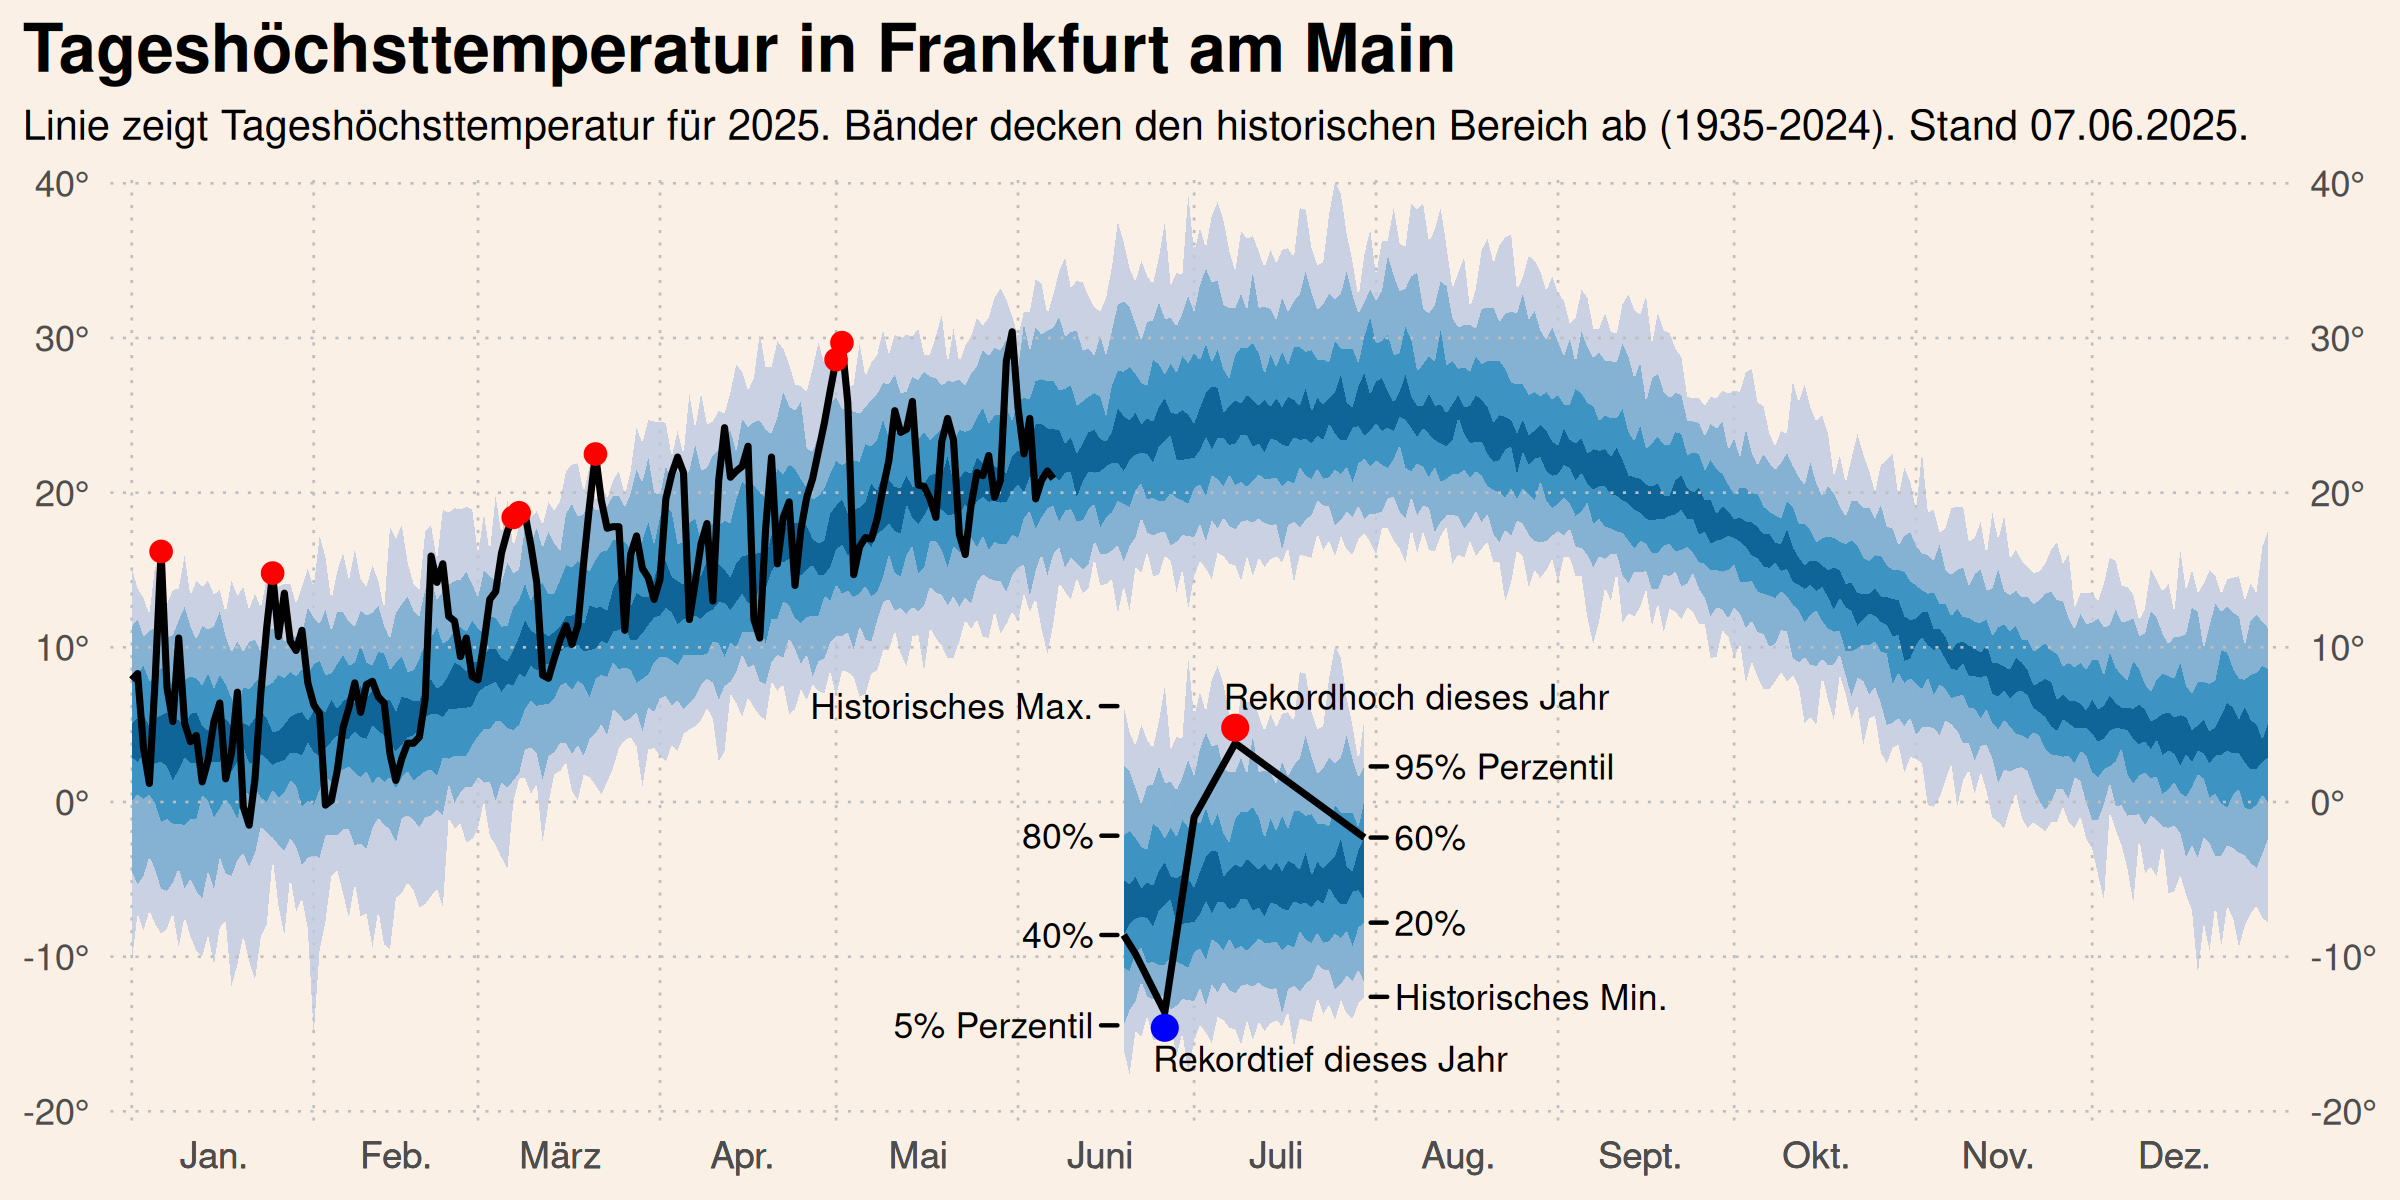 Tageshöchsttemperatur in Frankfurt am Main
Linie zeigt Tageshöchsttemperatur für 2025. Bänder decken den historischen Bereich ab (1935-2024). Stand 07.06.2025.
40° 40°
30° 30°
20° 20°
10° 10°
Rekordhoch dieses Jahr
Historisches Max.
95% Perzentil
0° 0°
80% 60%
40% 20%
-10° -10°
Historisches Min.
5% Perzentil
Rekordtief dieses Jahr
-20° -20°
Jan. Feb. März Apr. Mai Juni Juli Aug. Sept. Okt. Nov. Dez.